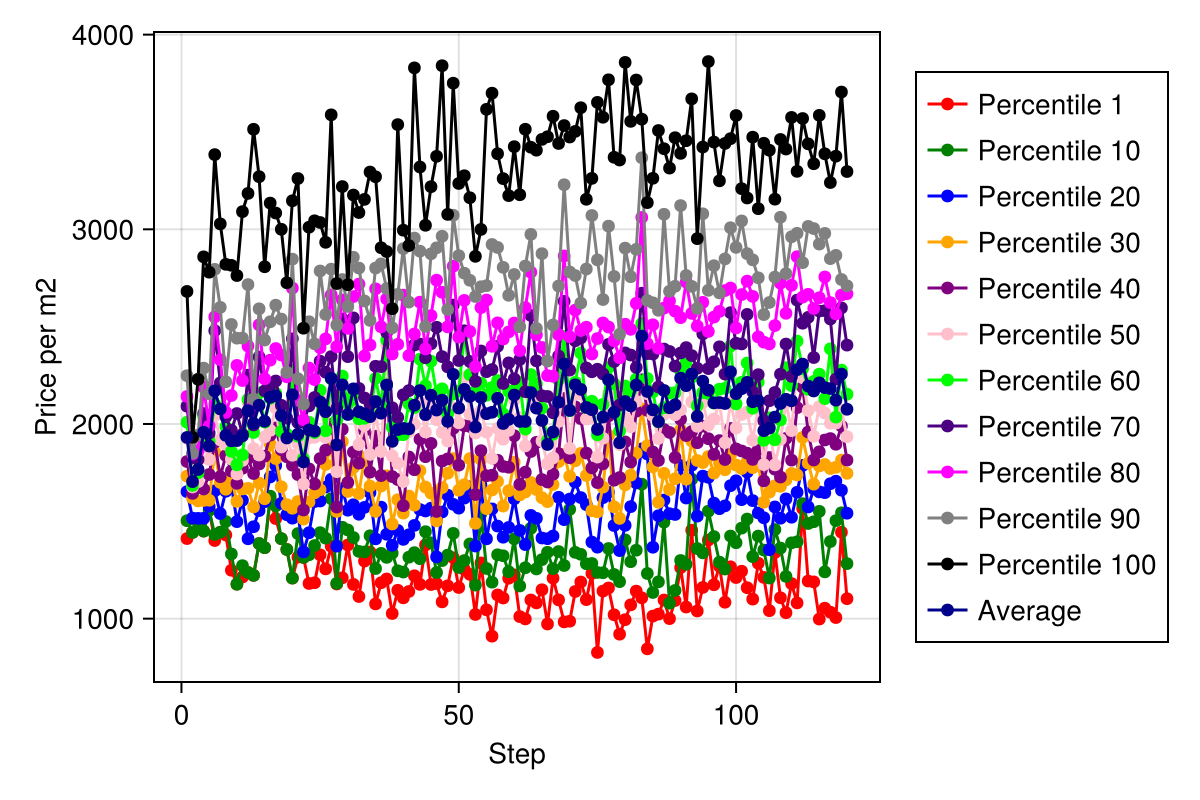 4000
3000
2000
1000
Price per m2
0
50
100
Step
Percentile 1
Percentile 10
Percentile 20
Percentile 30
Percentile 40
Percentile 50
Percentile 60
Percentile 70
Percentile 80
Percentile 90
Percentile 100
Average